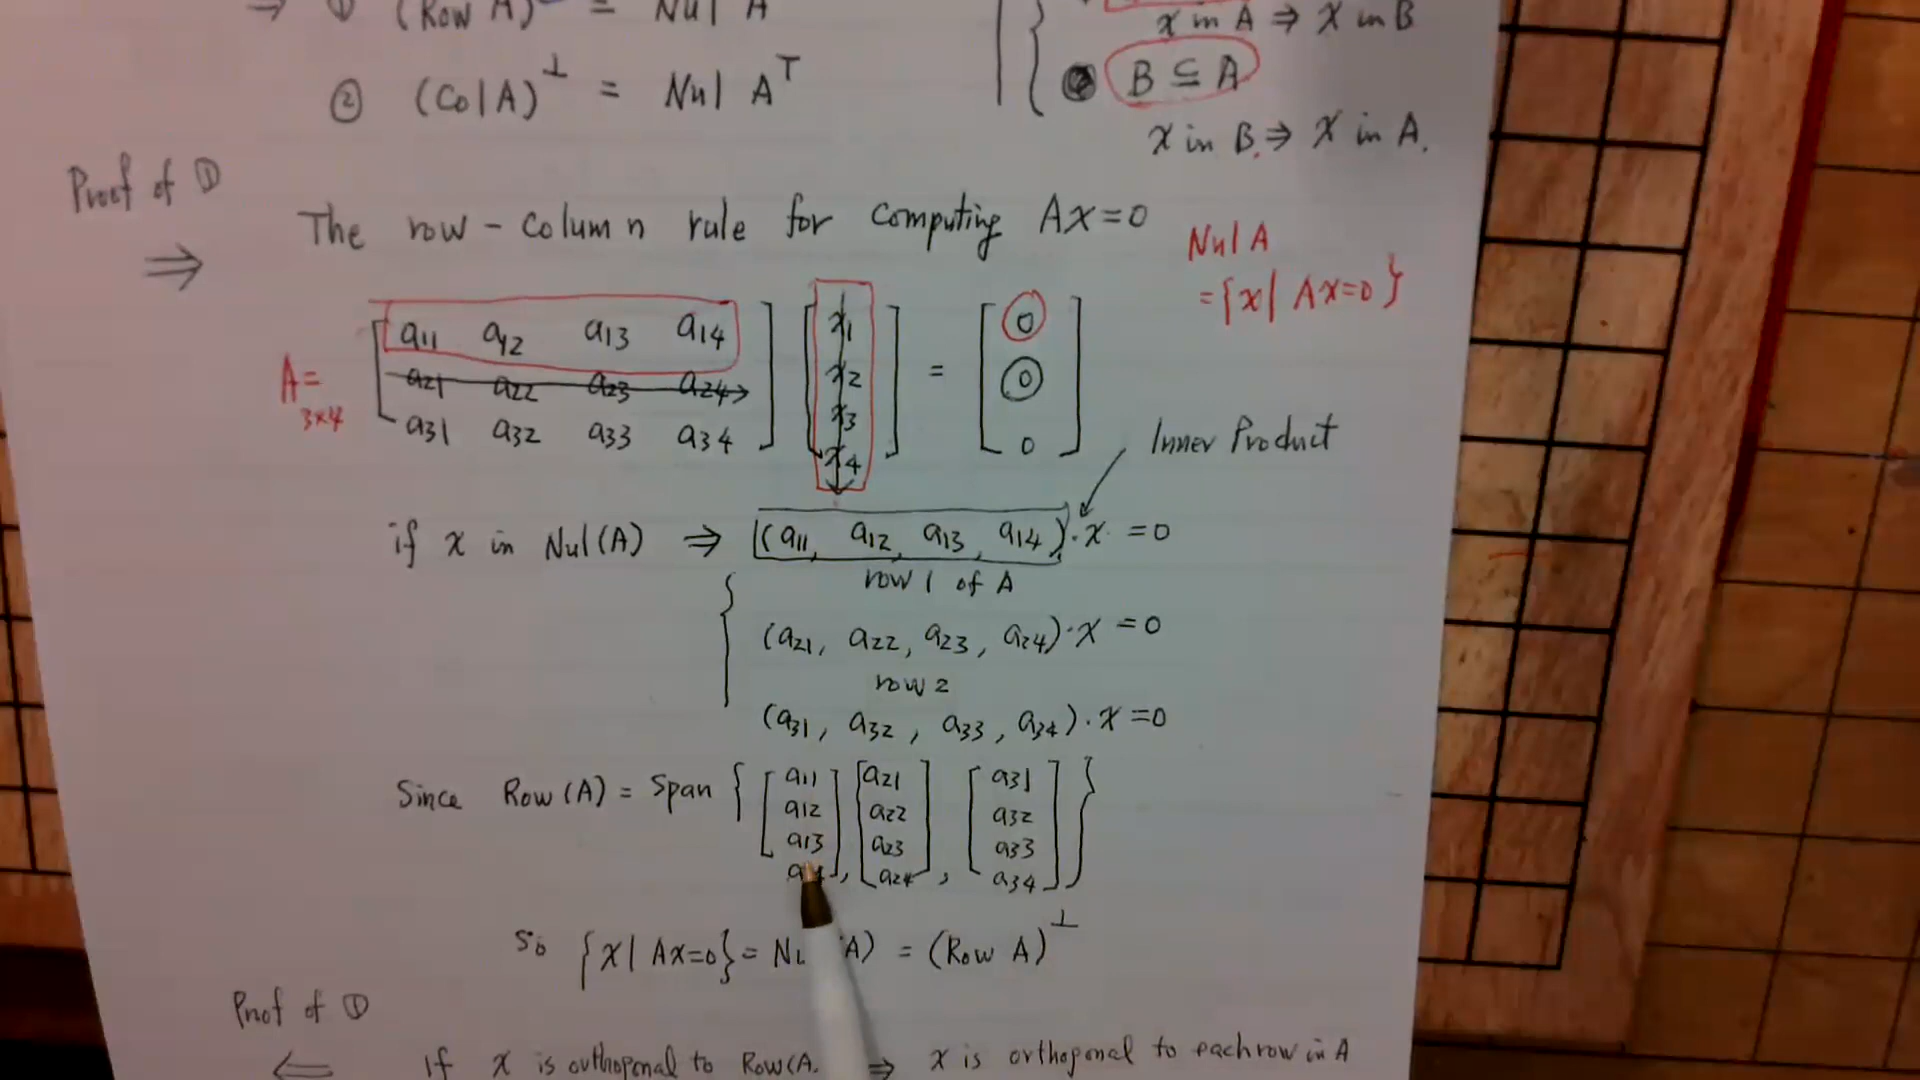 ⇒ ① (Row A)⊥ = Nul A
② (Col A)⊥ = Nul Aᵀ
x in A ⇒ x in B
② B ⊆ A
x in B. ⇒ x in A.
Proof of ①
⇒
The row - column rule for computing Ax=0
Nul A
= {x | Ax=0}
A=
3x4
[a11 a12 a13 a14] [x1] = [0]
[a21 a22 a23 a24] [x2] [0]
[a31 a32 a33 a34] [x3] [0]
[x4]
Inner Product
if x in Nul(A) ⇒ (a11, a12, a13, a14)·x = 0
row 1 of A
(a21, a22, a23, a24)·x = 0
row 2
(a31, a32, a33, a34)·x = 0
Since Row(A) = Span { [a11 a12 a13], [a21 a22 a23 a24], [a31 a32 a33 a34] }
So {x | Ax=0} = A) = (Row A)⊥
Proof of ①
⇐ If x is orthogonal to Row(A. ⇒ x is orthogonal to each row in A